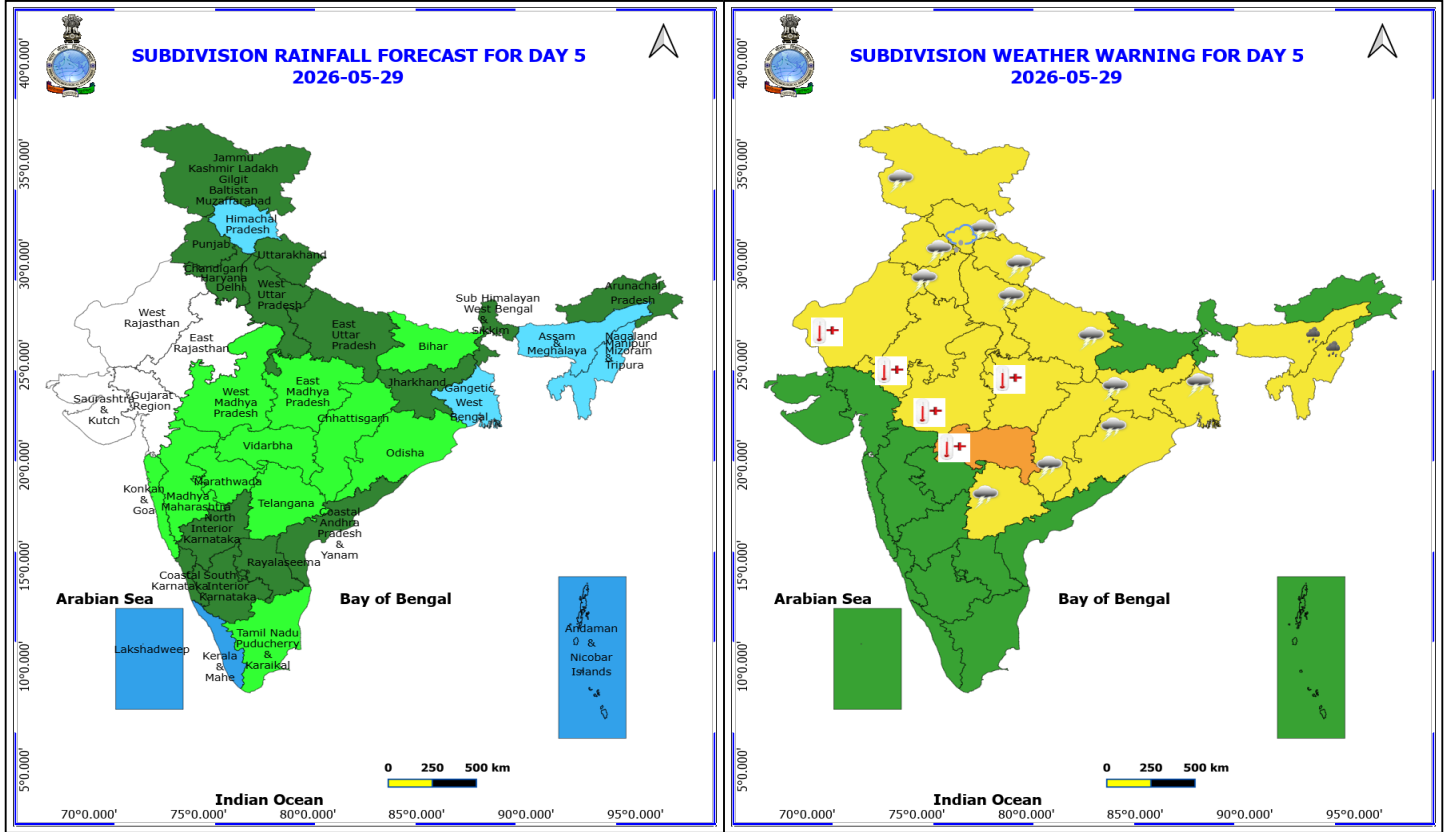 SUBDIVISION RAINFALL FORECAST FOR DAY 5
2026-05-29
40°0.000'
35°0.000'
30°0.000'
25°0.000'
20°0.000'
15°0.000'
10°0.000'
5°0.000'
Jammu
Kashmir Ladakh
Gilgit
Baltistan
Muzaffarabad
Himachal
Pradesh
Punjab
Uttarakhand
Chandigarh
Haryana
Delhi
West
Uttar
Pradesh
Arunachal
Pradesh
Sub Himalayan
West Bengal
&
Sikkim
West
Rajasthan
East
Rajasthan
East
Uttar
Pradesh
Bihar
Assam
&
Meghalaya
Nagaland
Manipur
Mizoram
&
Tripura
Jharkhand
Gangetic
West
Bengal
Saurashtra
&
Kutch
Gujarat
Region
West
Madhya
Pradesh
East
Madhya
Pradesh
Chhattisgarh
Vidarbha
Odisha
Konkan
&
Goa
Madhya
Maharashtra
Marathwada
Telangana
North
Interior
Karnataka
Coastal
Andhra
Pradesh
&
Yanam
Rayalaseema
Coastal
Karnataka
South
Interior
Karnataka
Arabian Sea
Bay of Bengal
Lakshadweep
Kerala
&
Mahe
Tamil Nadu
Puducherry
&
Karaikal
Andaman
&
Nicobar
Islands
0 250 500 km
Indian Ocean
70°0.000' 75°0.000' 80°0.000' 85°0.000' 90°0.000' 95°0.000'
SUBDIVISION WEATHER WARNING FOR DAY 5
2026-05-29
40°0.000'
35°0.000'
30°0.000'
25°0.000'
20°0.000'
15°0.000'
10°0.000'
5°0.000'
Arabian Sea
Bay of Bengal
0 250 500 km
Indian Ocean
70°0.000' 75°0.000' 80°0.000' 85°0.000' 90°0.000' 95°0.000'